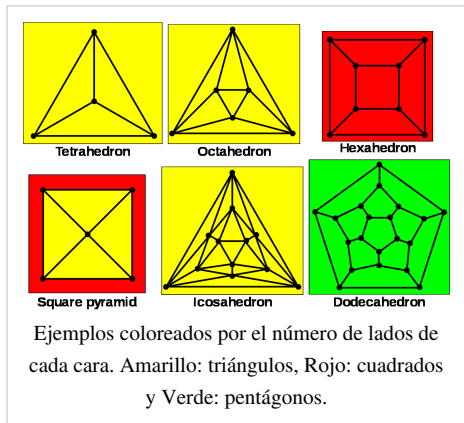 Tetrahedron
Octahedron
Hexahedron
Square pyramid
Icosahedron
Dodecahedron
Ejemplos coloreados por el número de lados de
cada cara. Amarillo: triángulos, Rojo: cuadrados
y Verde: pentágonos.